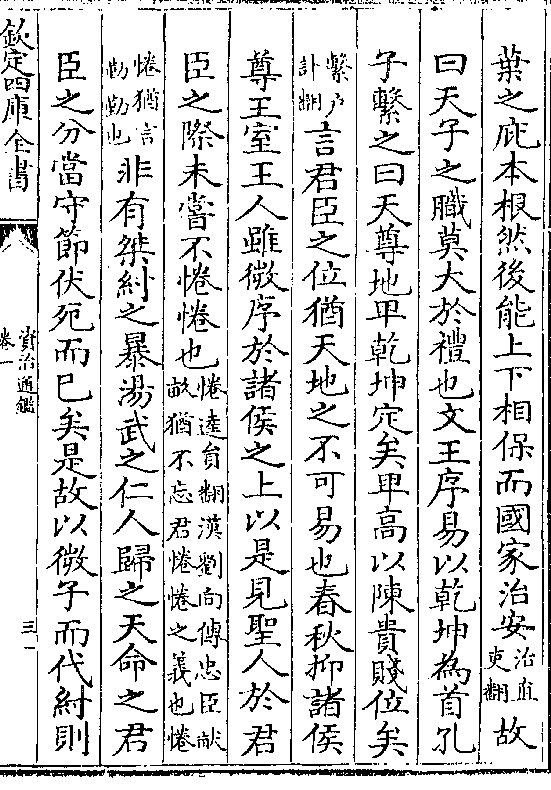 葉之庇本根然後能上下相保而國家治安治直吏翻故
曰天子之職莫大於禮也文王序易以乾坤為首孔
子繫之曰天尊地卑乾坤定矣卑高以陳貴賤位矣
繫户計翻言君臣之位猶天地之不可易也春秋抑諸侯
尊王室王人雖微序於諸侯之上以是見聖人於君
臣之際未嘗不惓惓也惓逵貟翻漢劉向傳忠臣畎畝猶不忘君惓惓之義也惓
惓猶言勤勤也非有桀紂之暴湯武之仁人歸之天命之君
臣之分當守節伏死而已矣是故以微子而代紂則
欽定四庫全書
資治通鑑
卷一
三